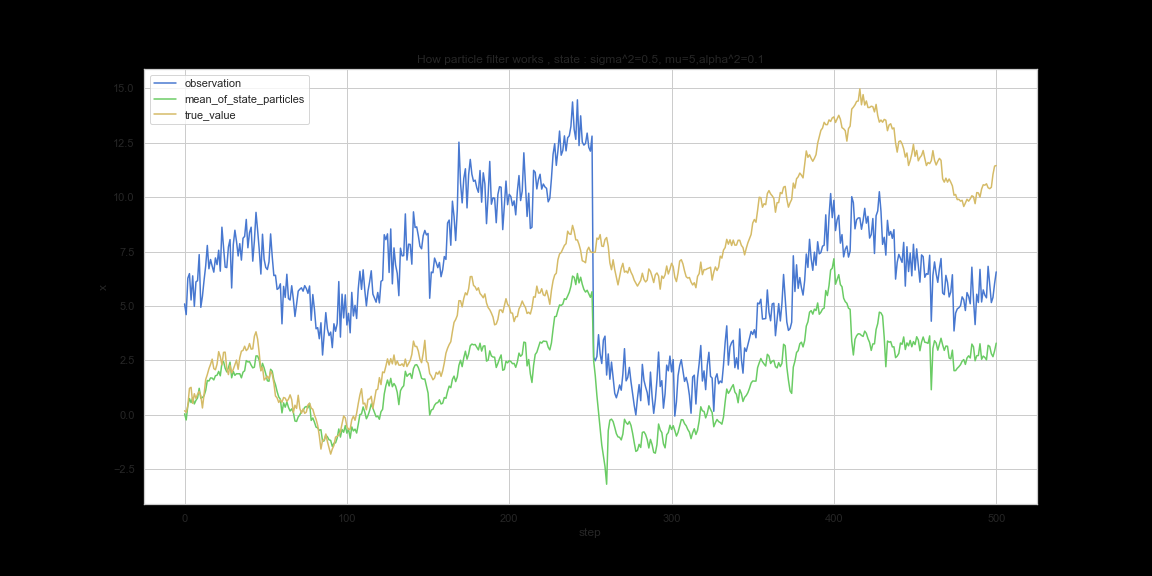 How particle filter works , state : sigma^2=0.5, mu=5,alpha^2=0.1
observation
mean_of_state_particles
true_value
15.0
12.5
10.0
7.5
5.0
2.5
0.0
−2.5
x
0 100 200 300 400 500
step